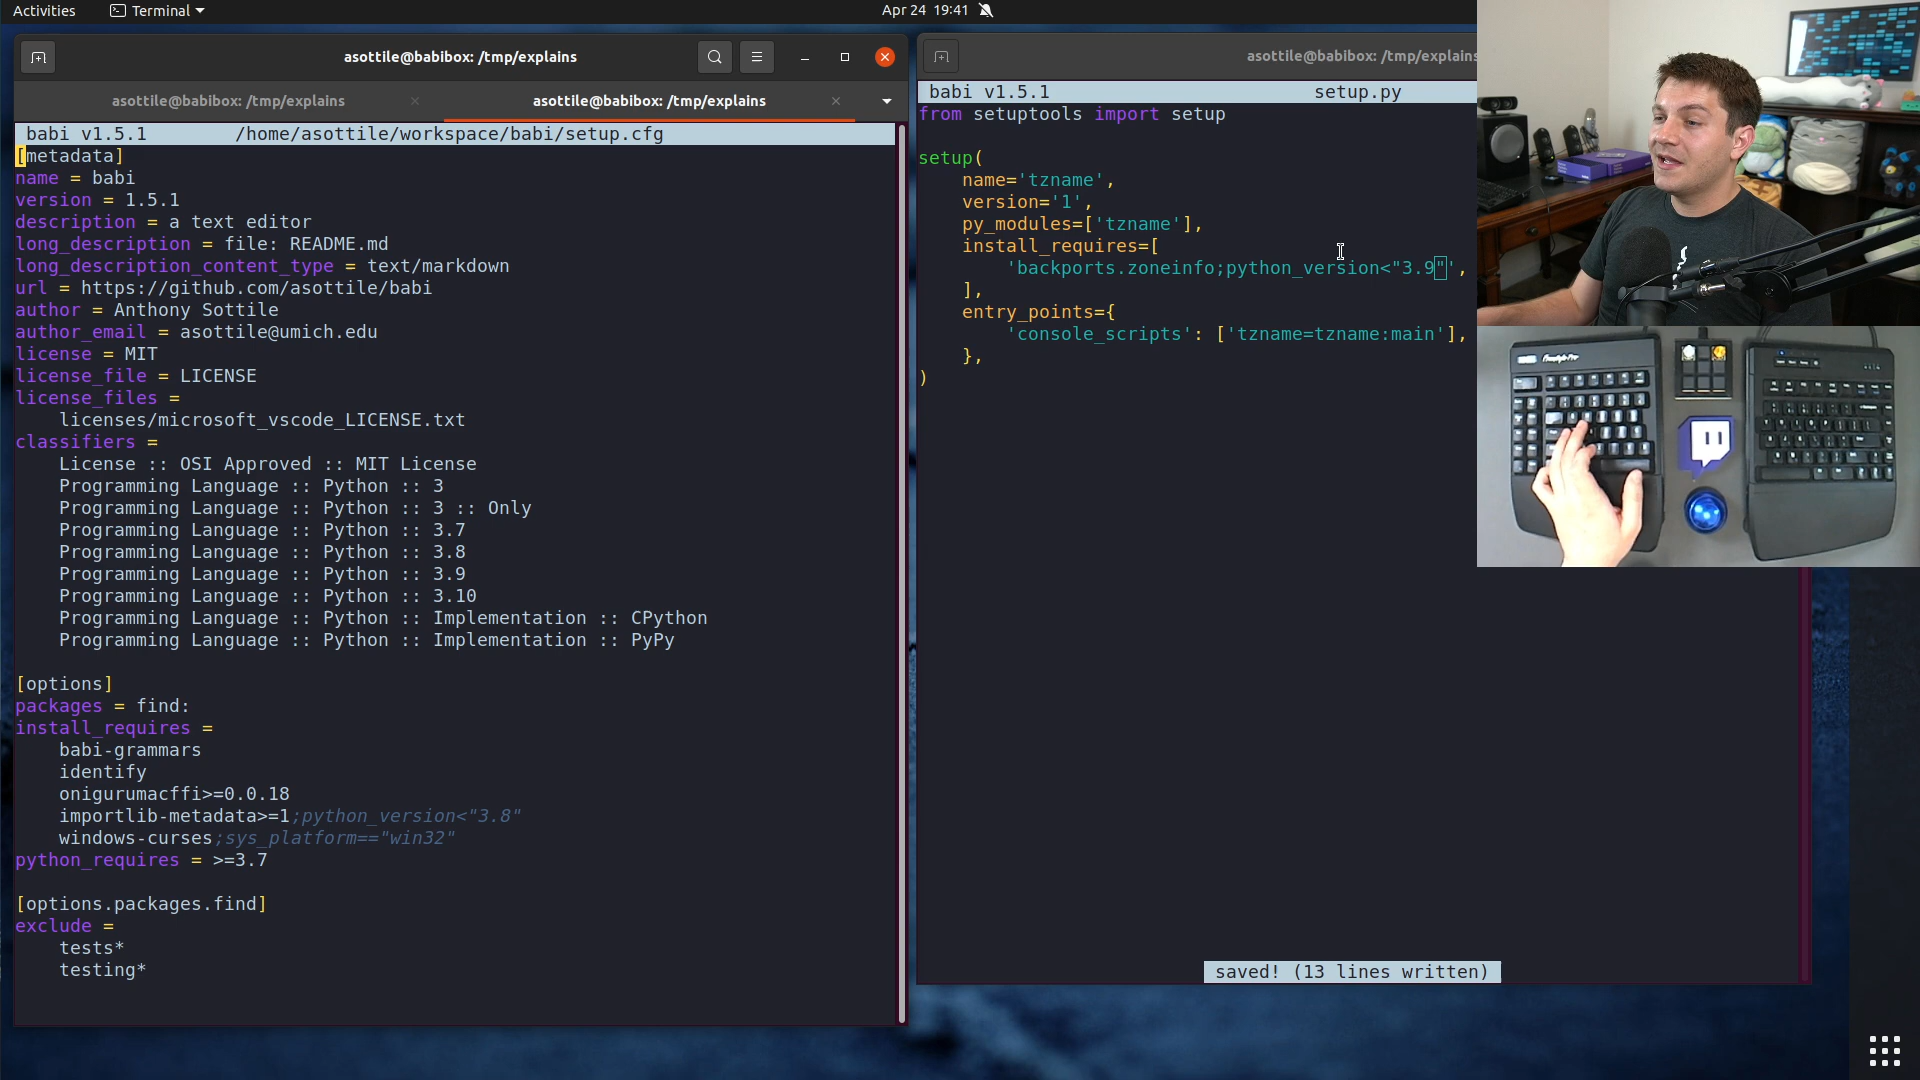 Activities
Terminal
Apr 24 19:41
asottile@babibox: /tmp/explains
asottile@babibox: /tmp/explains
asottile@babibox: /tmp/explains
babi v1.5.1 /home/asottile/workspace/babi/setup.cfg
[metadata]
name = babi
version = 1.5.1
description = a text editor
long_description = file: README.md
long_description_content_type = text/markdown
url = https://github.com/asottile/babi
author = Anthony Sottile
author_email = asottile@umich.edu
license = MIT
license_file = LICENSE
license_files =
licenses/microsoft_vscode_LICENSE.txt
classifiers =
License :: OSI Approved :: MIT License
Programming Language :: Python :: 3
Programming Language :: Python :: 3 :: Only
Programming Language :: Python :: 3.7
Programming Language :: Python :: 3.8
Programming Language :: Python :: 3.9
Programming Language :: Python :: 3.10
Programming Language :: Python :: Implementation :: CPython
Programming Language :: Python :: Implementation :: PyPy
[options]
packages = find:
install_requires =
babi-grammars
identify
onigurumacffi>=0.0.18
importlib-metadata>=1;python_version<"3.8"
windows-curses;sys_platform=="win32"
python_requires = >=3.7
[options.packages.find]
exclude =
tests*
testing*
asottile@babibox: /tmp/explains
babi v1.5.1 setup.py
from setuptools import setup
setup(
name='tzname',
version='1',
py_modules=['tzname'],
install_requires=[
'backports.zoneinfo;python_version<"3.9"',
],
entry_points={
'console_scripts': ['tzname=tzname:main'],
},
)
saved! (13 lines written)